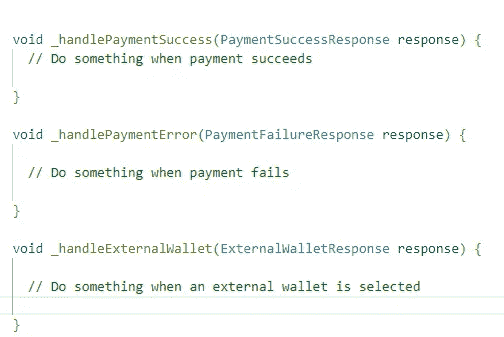 void _handlePaymentSuccess(PaymentSuccessResponse response) {
// Do something when payment succeeds
}
void _handlePaymentError(PaymentFailureResponse response) {
// Do something when payment fails
}
void _handleExternalWallet(ExternalWalletResponse response) {
// Do something when an external wallet is selected
}